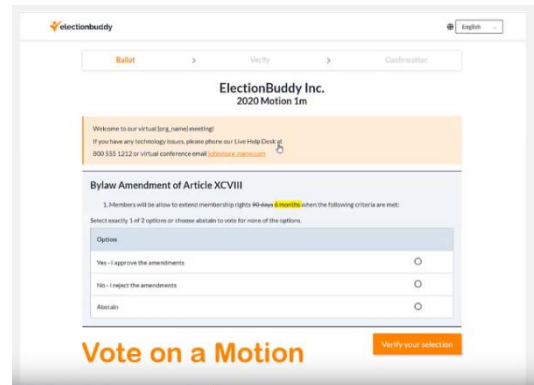 electionbuddy
English
Ballot > Verify > Confirmation
ElectionBuddy Inc.
2020 Motion 1m
Welcome to our virtual [org_name] meeting!
If you have any technology issues, please phone our Live Help Desk at
800 555 1212 or virtual conference email
Bylaw Amendment of Article XCVIII
1. Members will be allow to extend membership rights 90 days 6 months when the following criteria are met:
Select exactly 1 of 2 options or choose abstain to vote for none of the options.
Option
Yes - I approve the amendments
No - I reject the amendments
Abstain
Vote on a Motion
Verify your selection